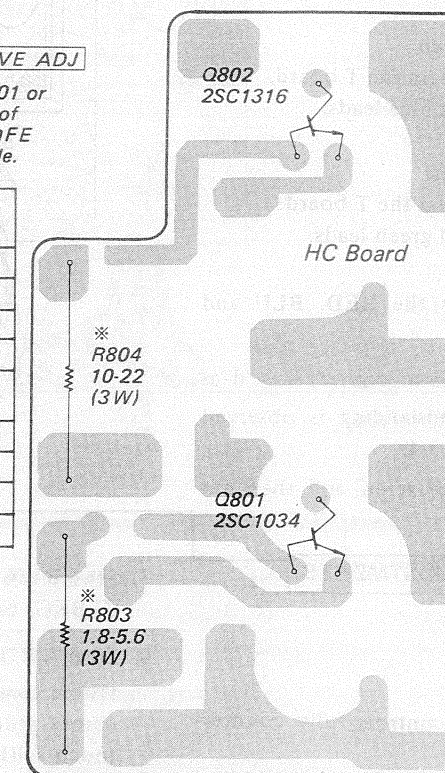 VE ADJ
01 or
of
FE
le.
Q802
2SC1316
HC Board
※
R804
10-22
(3W)
Q801
2SC1034
※
R803
1.8-5.6
(3W)